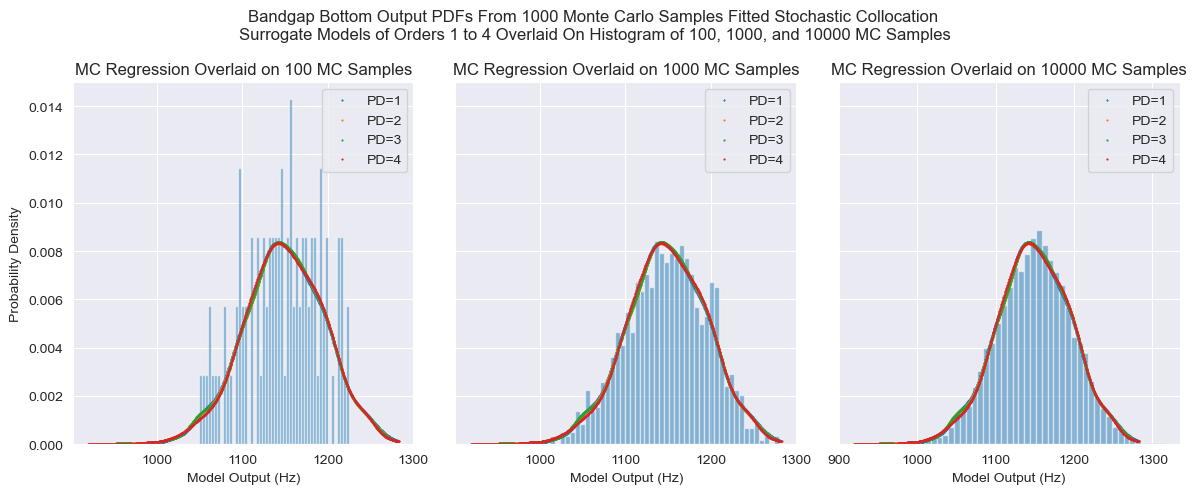 Bandgap Bottom Output PDFs From 1000 Monte Carlo Samples Fitted Stochastic Collocation
Surrogate Models of Orders 1 to 4 Overlaid On Histogram of 100, 1000, and 10000 MC Samples
MC Regression Overlaid on 100 MC Samples
MC Regression Overlaid on 1000 MC Samples
MC Regression Overlaid on 10000 MC Samples
Probability Density
0.014
0.012
0.010
0.008
0.006
0.004
0.002
0.000
PD=1
PD=2
PD=3
PD=4
1000 1100 1200 1300
Model Output (Hz)
PD=1
PD=2
PD=3
PD=4
1000 1100 1200 1300
Model Output (Hz)
PD=1
PD=2
PD=3
PD=4
900 1000 1100 1200 1300
Model Output (Hz)